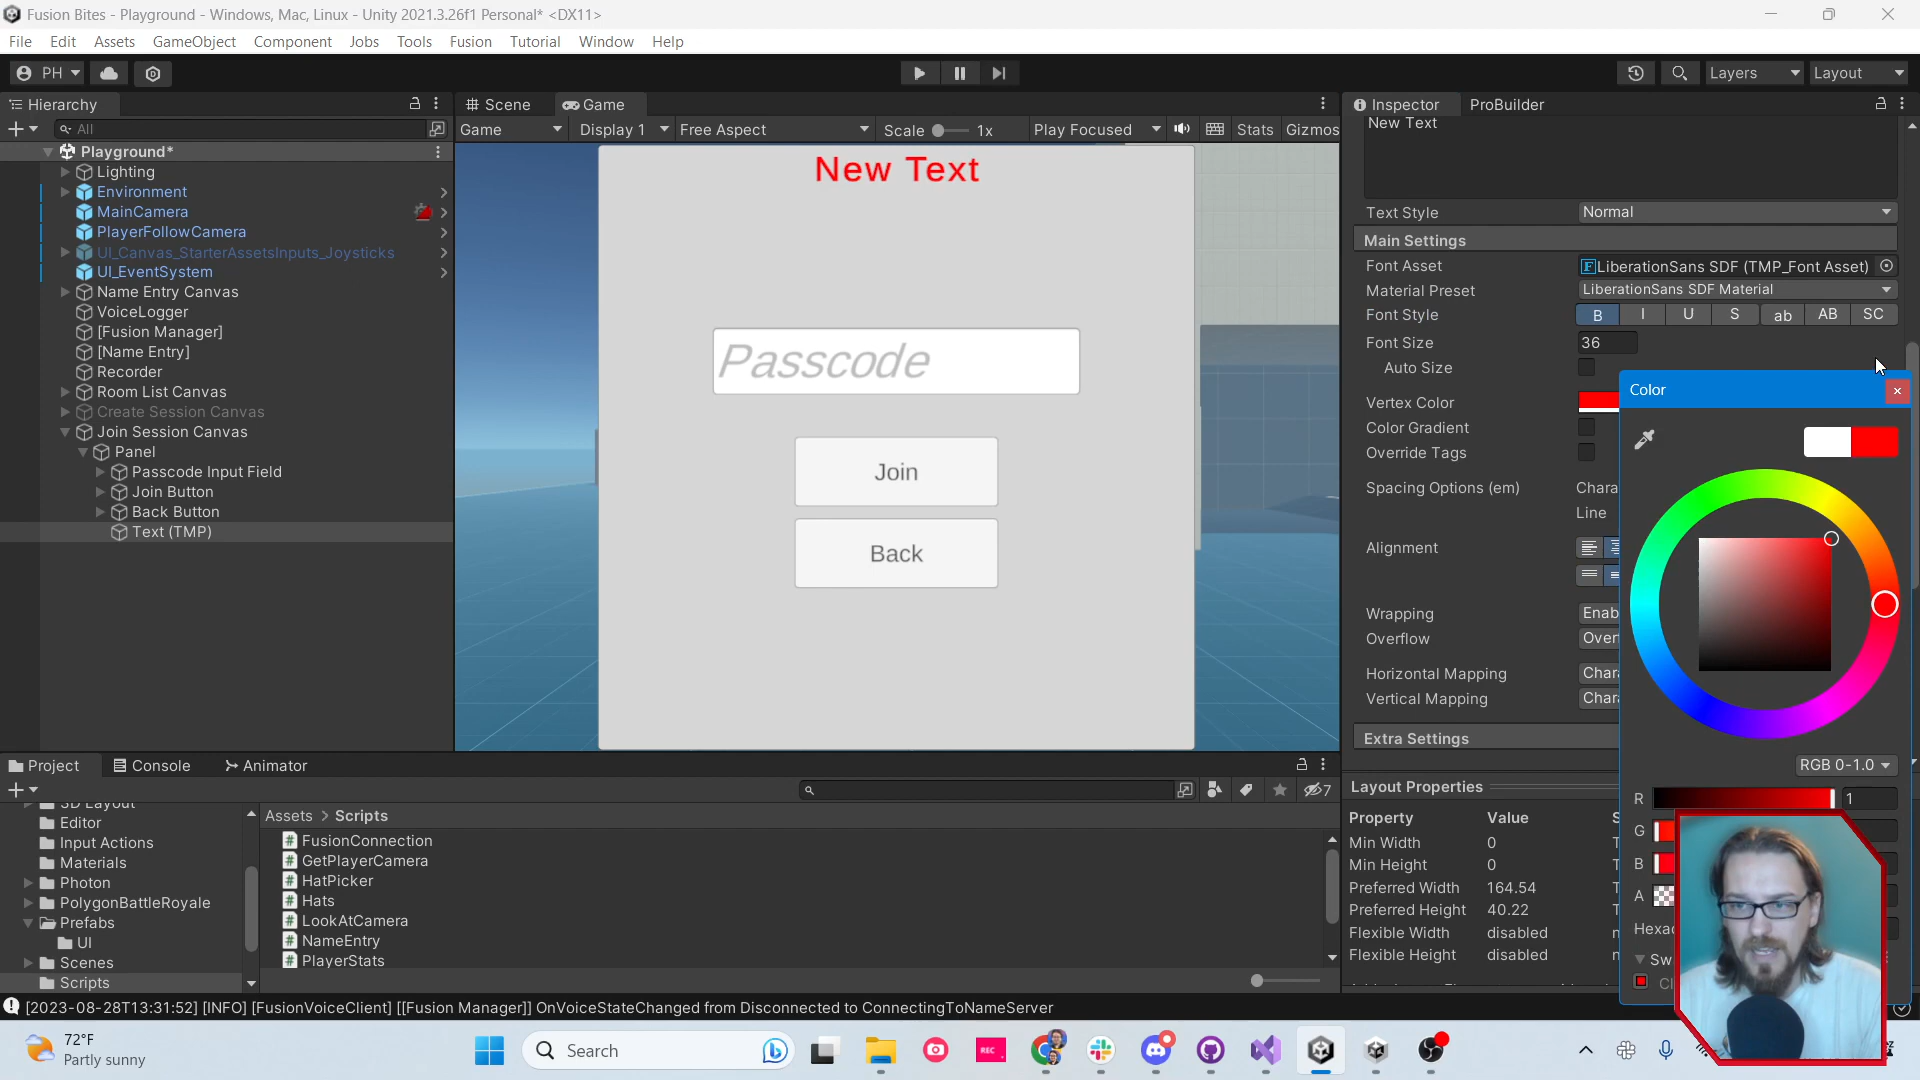 Fusion Bites - Playground - Windows, Mac, Linux - Unity 2021.3.26f1 Personal* <DX11>
File Edit Assets GameObject Component Jobs Tools Fusion Tutorial Window Help
PH Layers Layout
Hierarchy
All
Playground*
Lighting
Environment
MainCamera
PlayerFollowCamera
UI_Canvas_StarterAssetsInputs_Joysticks
UI_EventSystem
Name Entry Canvas
VoiceLogger
[Fusion Manager]
[Name Entry]
Recorder
Room List Canvas
Create Session Canvas
Join Session Canvas
Panel
Passcode Input Field
Join Button
Back Button
Text (TMP)
Scene Game
Game Display 1 Free Aspect Scale 1x Play Focused Stats Gizmos
New Text
Passcode
Join
Back
Inspector ProBuilder
New Text
Text Style Normal
Main Settings
Font Asset LiberationSans SDF (TMP_Font Asset)
Material Preset LiberationSans SDF Material
Font Style B I U S ab AB SC
Font Size 36
Auto Size
Vertex Color
Color Gradient
Override Tags
Spacing Options (em) Chara
Line
Alignment
Wrapping Enab
Overflow Over
Horizontal Mapping Chara
Vertical Mapping Chara
Extra Settings
Color
RGB 0-1.0
R 1
G
B
A
Hexa
Sw
Cl
Layout Properties
Property Value S
Min Width 0 T
Min Height 0 T
Preferred Width 164.54 T
Preferred Height 40.22 T
Flexible Width disabled n
Flexible Height disabled n
Project Console Animator
7
Editor
Input Actions
Materials
Photon
PolygonBattleRoyale
Prefabs
UI
Scenes
Scripts
Assets > Scripts
FusionConnection
GetPlayerCamera
HatPicker
Hats
LookAtCamera
NameEntry
PlayerStats
[2023-08-28T13:31:52] [INFO] [FusionVoiceClient] [[Fusion Manager]] OnVoiceStateChanged from Disconnected to ConnectingToNameServer
72°F
Partly sunny
Search
REC